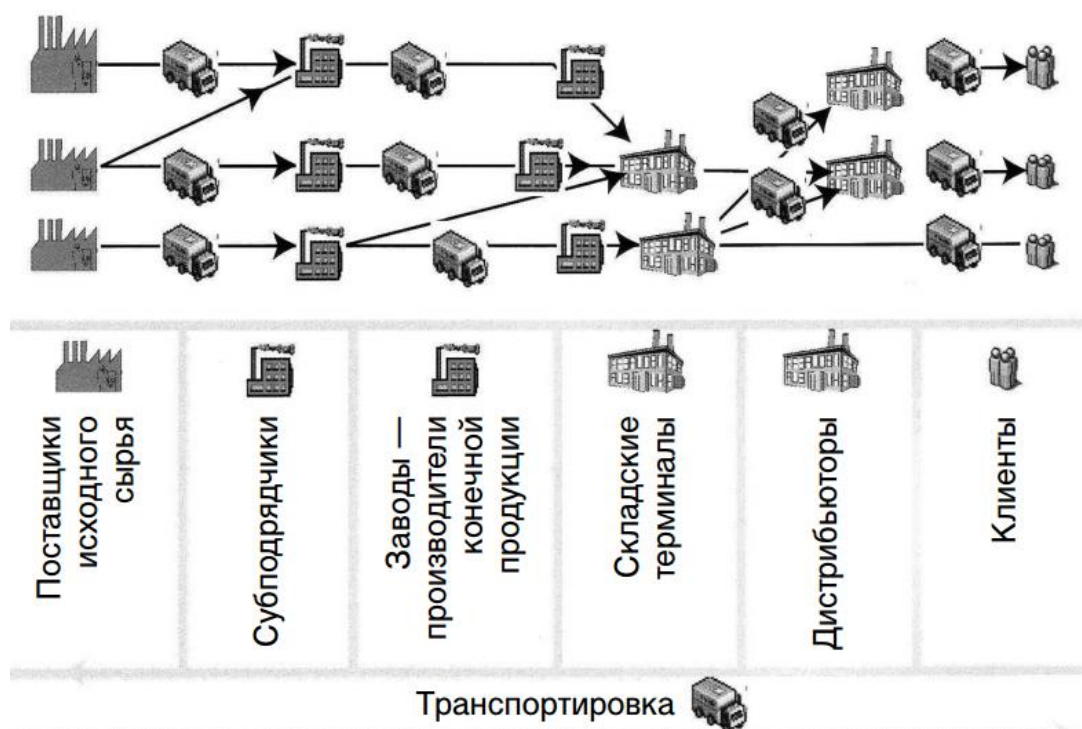 Поставщики
исходного
сырья
Субподрядчики
Заводы —
производители
конечной
продукции
Складские
терминалы
Дистрибьюторы
Клиенты
Транспортировка